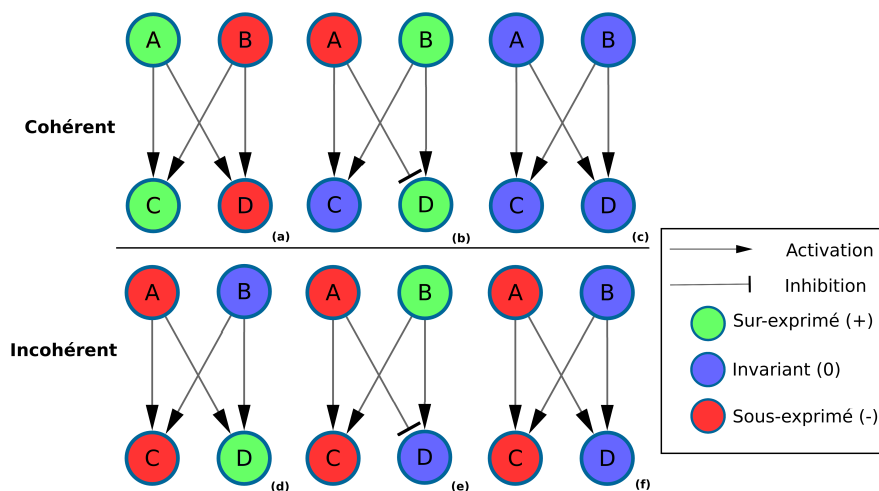 A B A B A B
Cohérent
C D C D C D
(a) (b) (c)
A B A B A B
Incohérent
C D C D C D
(d) (e) (f)
Activation
Inhibition
Sur-exprimé (+)
Invariant (0)
Sous-exprimé (-)